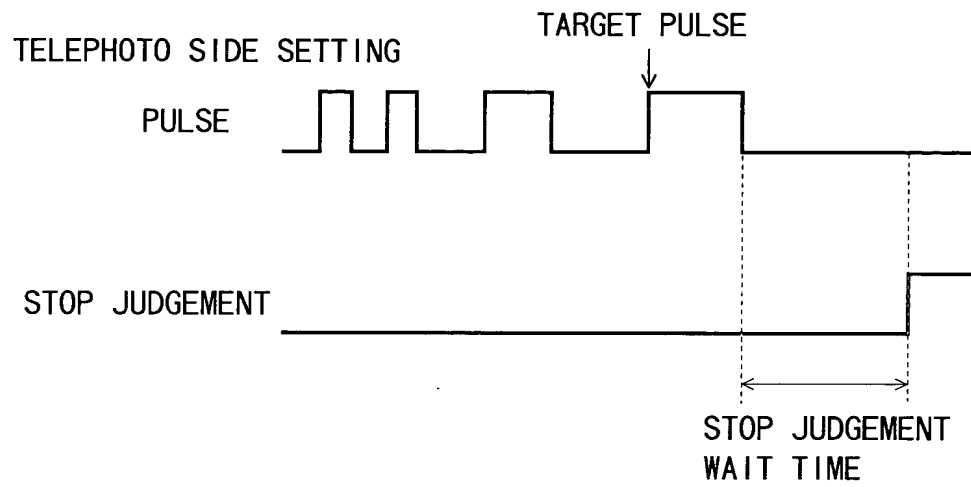 TARGET PULSE
TELEPHOTO SIDE SETTING
PULSE
STOP JUDGEMENT
STOP JUDGEMENT
WAIT TIME